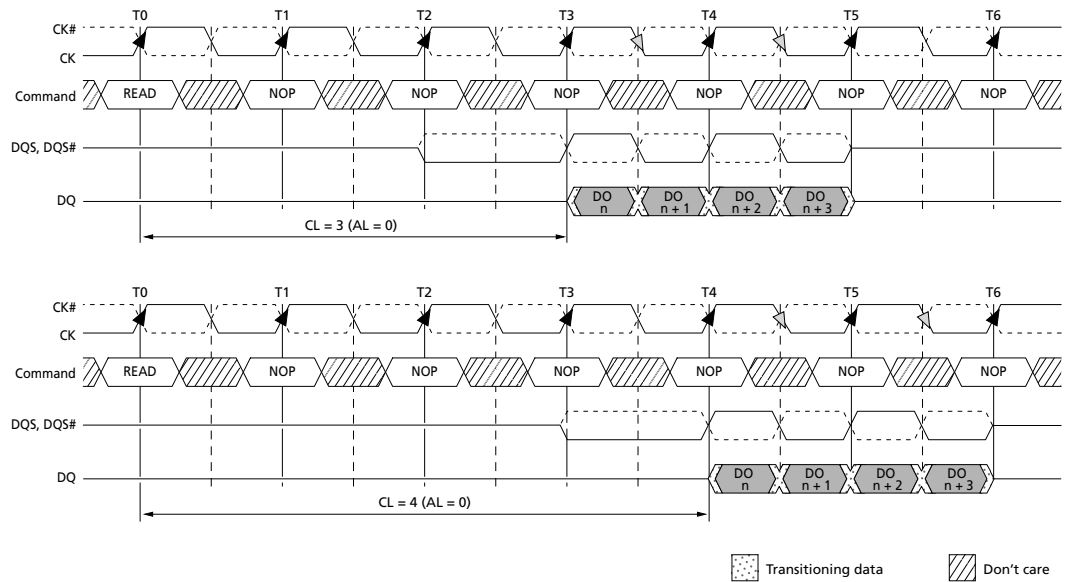 T0 T1 T2 T3 T4 T5 T6
CK#
CK
Command READ NOP NOP NOP NOP NOP NOP
DQS, DQS#
DQ DO n DO n + 1 DO n + 2 DO n + 3
CL = 3 (AL = 0)
T0 T1 T2 T3 T4 T5 T6
CK#
CK
Command READ NOP NOP NOP NOP NOP NOP
DQS, DQS#
DQ DO n DO n + 1 DO n + 2 DO n + 3
CL = 4 (AL = 0)
Transitioning data Don't care